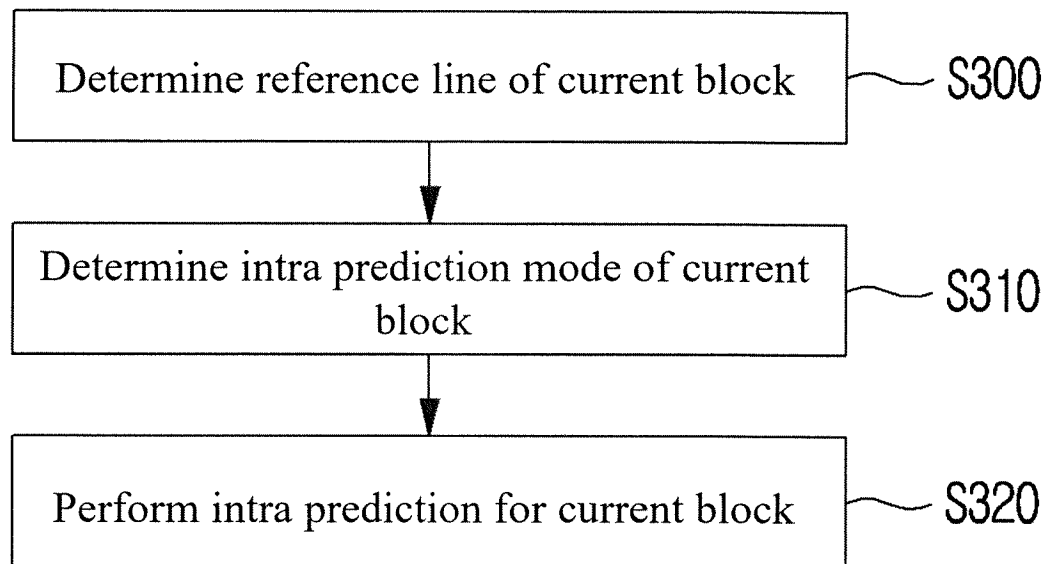 Determine reference line of current block
S300
Determine intra prediction mode of current
block
S310
Perform intra prediction for current block
S320